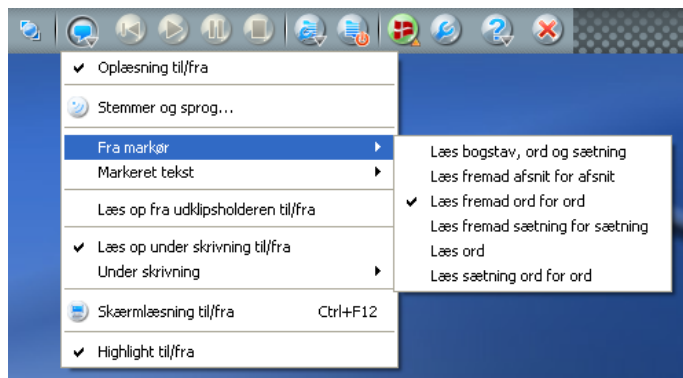 Oplæsning til/fra
Stemmer og sprog...
Fra markør
Markeret tekst
Læs op fra udklipsholderen til/fra
Læs op under skrivning til/fra
Under skrivning
Skærmlæsning til/fra Ctrl+F12
Highlight til/fra
Læs bogstav, ord og sætning
Læs fremad afsnit for afsnit
Læs fremad ord for ord
Læs fremad sætning for sætning
Læs ord
Læs sætning ord for ord